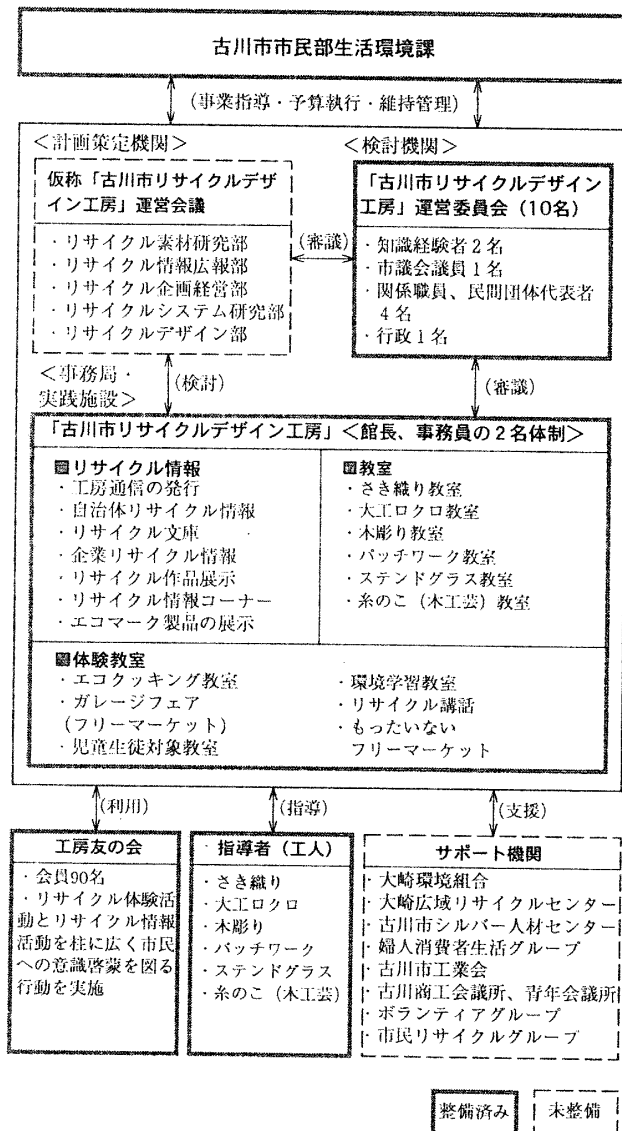 古川市市民部生活環境課
(事業指導・予算執行・維持管理)
<計画策定機関>
仮称「古川市リサイクルデザ
イン工房」運営会議
・リサイクル素材研究部
・リサイクル情報広報部
・リサイクル企画経営部
・リサイクルシステム研究部
・リサイクルデザイン部
(審議)
<検討機関>
「古川市リサイクルデザイン
工房」運営委員会(10名)
・知識経験者2名
・市議会議員1名
・関係職員、民間団体代表者
4名
・行政1名
<事務局・
実践施設>
(検討)
(審議)
「古川市リサイクルデザイン工房」<館長、事務員の2名体制>
■リサイクル情報
・工房通信の発行
・自治体リサイクル情報
・リサイクル文庫
・企業リサイクル情報
・リサイクル作品展示
・リサイクル情報コーナー
・エコマーク製品の展示
■教室
・さき織り教室
・大工ロクロ教室
・木彫り教室
・パッチワーク教室
・ステンドグラス教室
・糸のこ(木工芸)教室
■体験教室
・エコクッキング教室
・ガレージフェア
(フリーマーケット)
・児童生徒対象教室
・環境学習教室
・リサイクル講話
・もったいない
フリーマーケット
(利用)
(指導)
(支援)
工房友の会
・会員90名
・リサイクル体験活
動とリサイクル情報
活動を柱に広く市民
への意識啓蒙を図る
行動を実施
指導者(工人)
・さき織り
・大工ロクロ
・木彫り
・パッチワーク
・ステンドグラス
・糸のこ(木工芸)
サポート機関
・大崎環境組合
・大崎広域リサイクルセンター
・古川市シルバー人材センター
・婦人消費者生活グループ
・古川市工業会
・古川商工会議所、青年会議所
・ボランティアグループ
・市民リサイクルグループ
整備済み
未整備